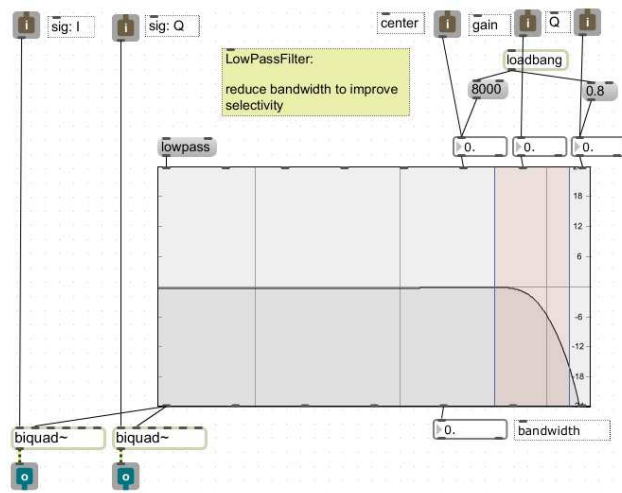 i
sig: I
i
sig: Q
center
i
gain
i
Q
i
LowPassFilter:
reduce bandwidth to improve
selectivity
loadbang
8000
0.8
lowpass
0.
0.
0.
18
12
6
-6
-12
-18
biquad~
biquad~
0.
bandwidth
o
o